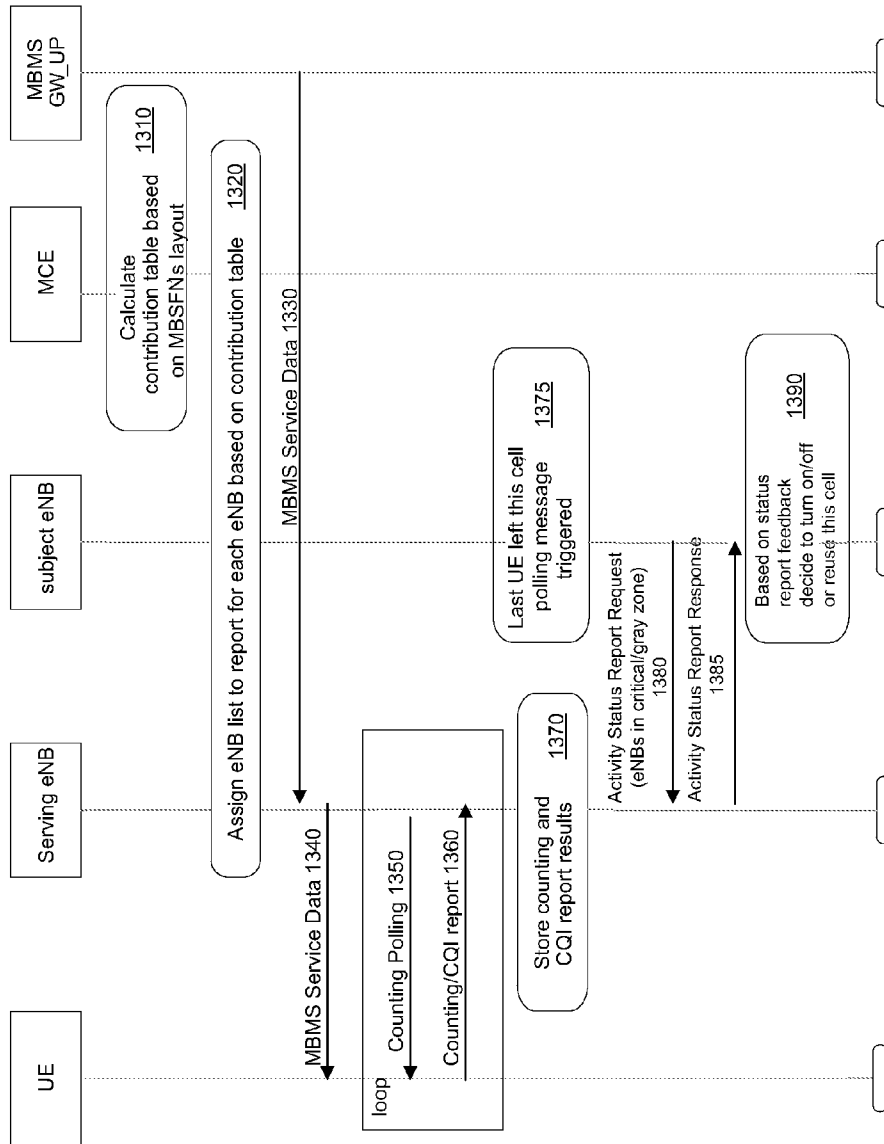 UE
Serving eNB
subject eNB
MCE
MBMS
GW_UP
Calculate
contribution table based
on MBSFNs layout
1310
Assign eNB list to report for each eNB based on contribution table 1320
MBMS Service Data 1330
MBMS Service Data 1340
loop
Counting Polling 1350
Counting/CQI report 1360
Store counting and
CQI report results
1370
Last UE left this cell
polling message
triggered
1375
Activity Status Report Request
(eNBs in critical/gray zone)
1380
Activity Status Report Response
1385
Based on status
report feedback
decide to turn on/off
or reuse this cell
1390